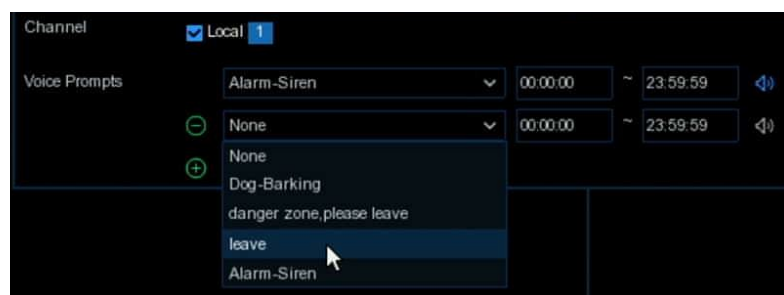 Channel Local 1
Voice Prompts Alarm-Siren 00:00:00 ~ 23:59:59
None 00:00:00 ~ 23:59:59
None
Dog-Barking
danger zone,please leave
leave
Alarm-Siren